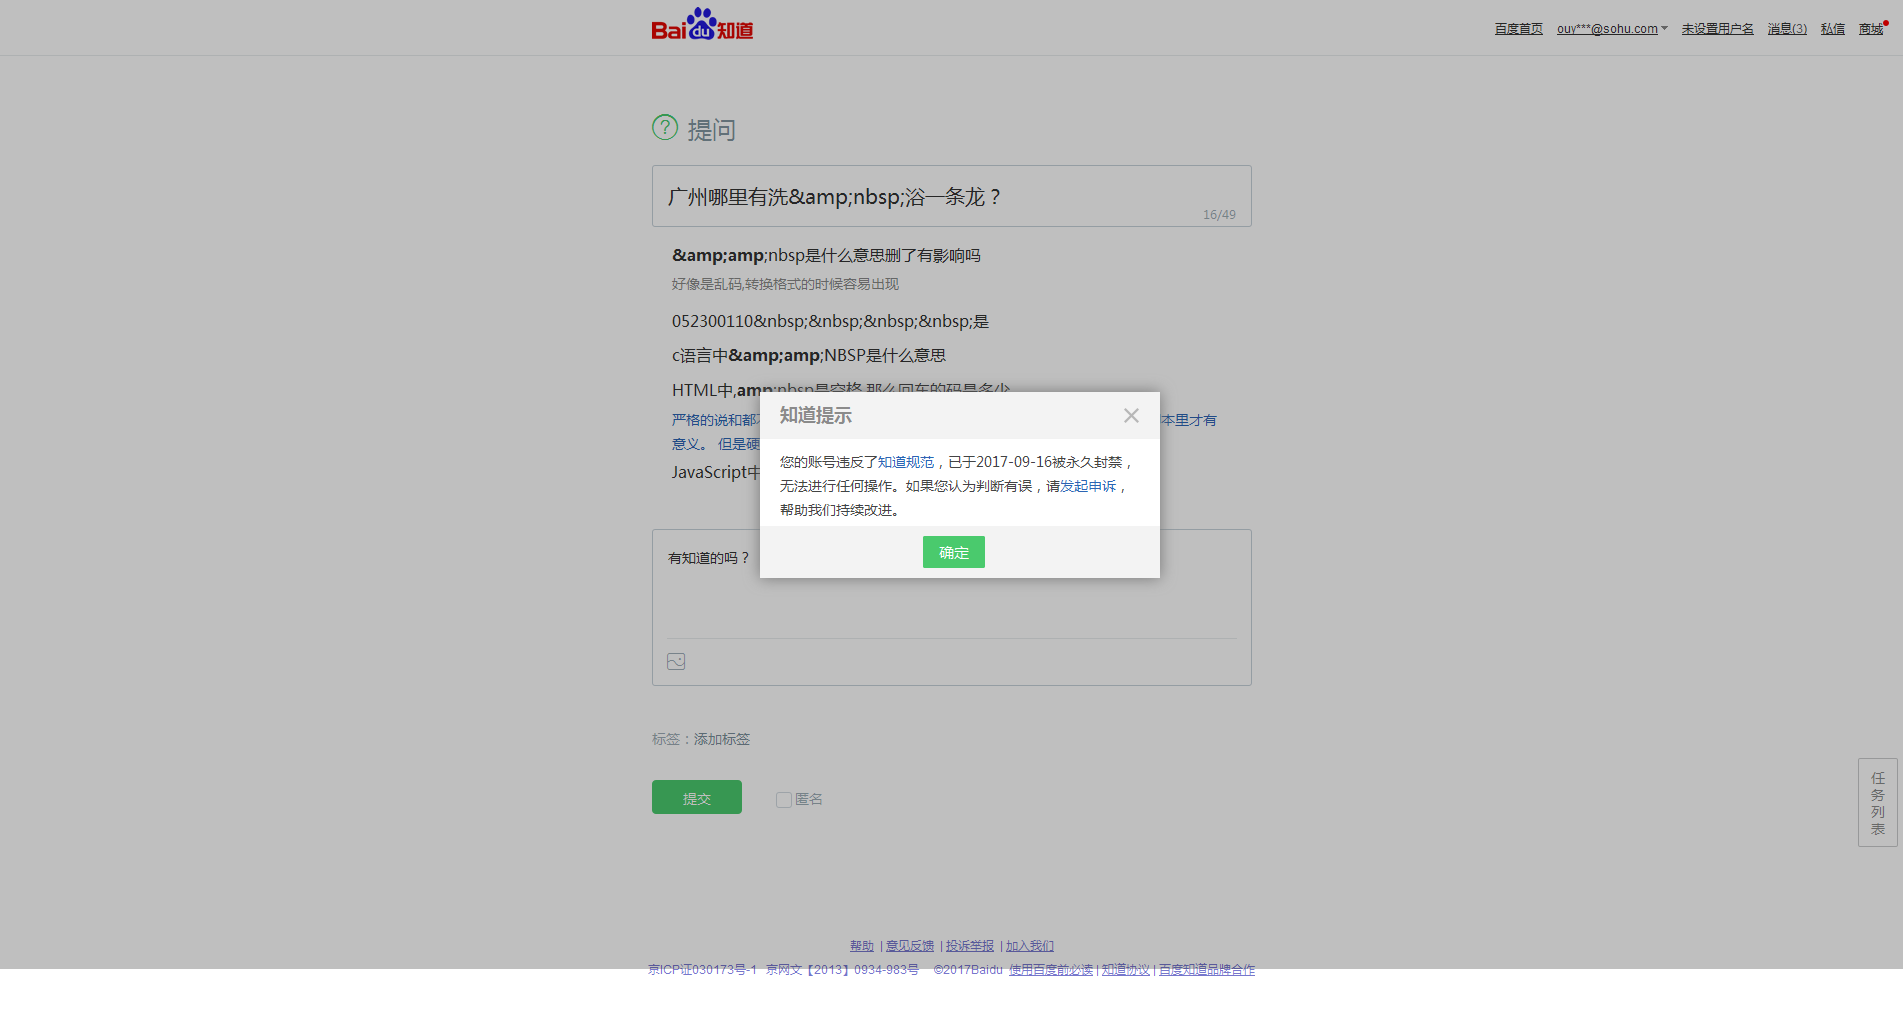 Bai du 知道
百度首页 ouy***@sohu.com 未设置用户名 消息(3) 私信 商城
? 提问
广州哪里有洗&amp;nbsp;浴一条龙？
16/49
&amp;amp;nbsp是什么意思删了有影响吗
好像是乱码,转换格式的时候容易出现
052300110&nbsp;&nbsp;&nbsp;&nbsp;是
c语言中&amp;amp;NBSP是什么意思
HTML中,amp;nbsp是空格,那么回车的码是多少
严格的说和都 本里才有
意义。 但是硬
JavaScript中
知道提示
您的账号违反了知道规范，已于2017-09-16被永久封禁，
无法进行任何操作。如果您认为判断有误，请发起申诉，
帮助我们持续改进。
确定
有知道的吗？
标签：添加标签
提交 匿名
任
务
列
表
帮助 | 意见反馈 | 投诉举报 | 加入我们
京ICP证030173号-1 京网文【2013】0934-983号 ©2017Baidu 使用百度前必读 | 知道协议 | 百度知道品牌合作